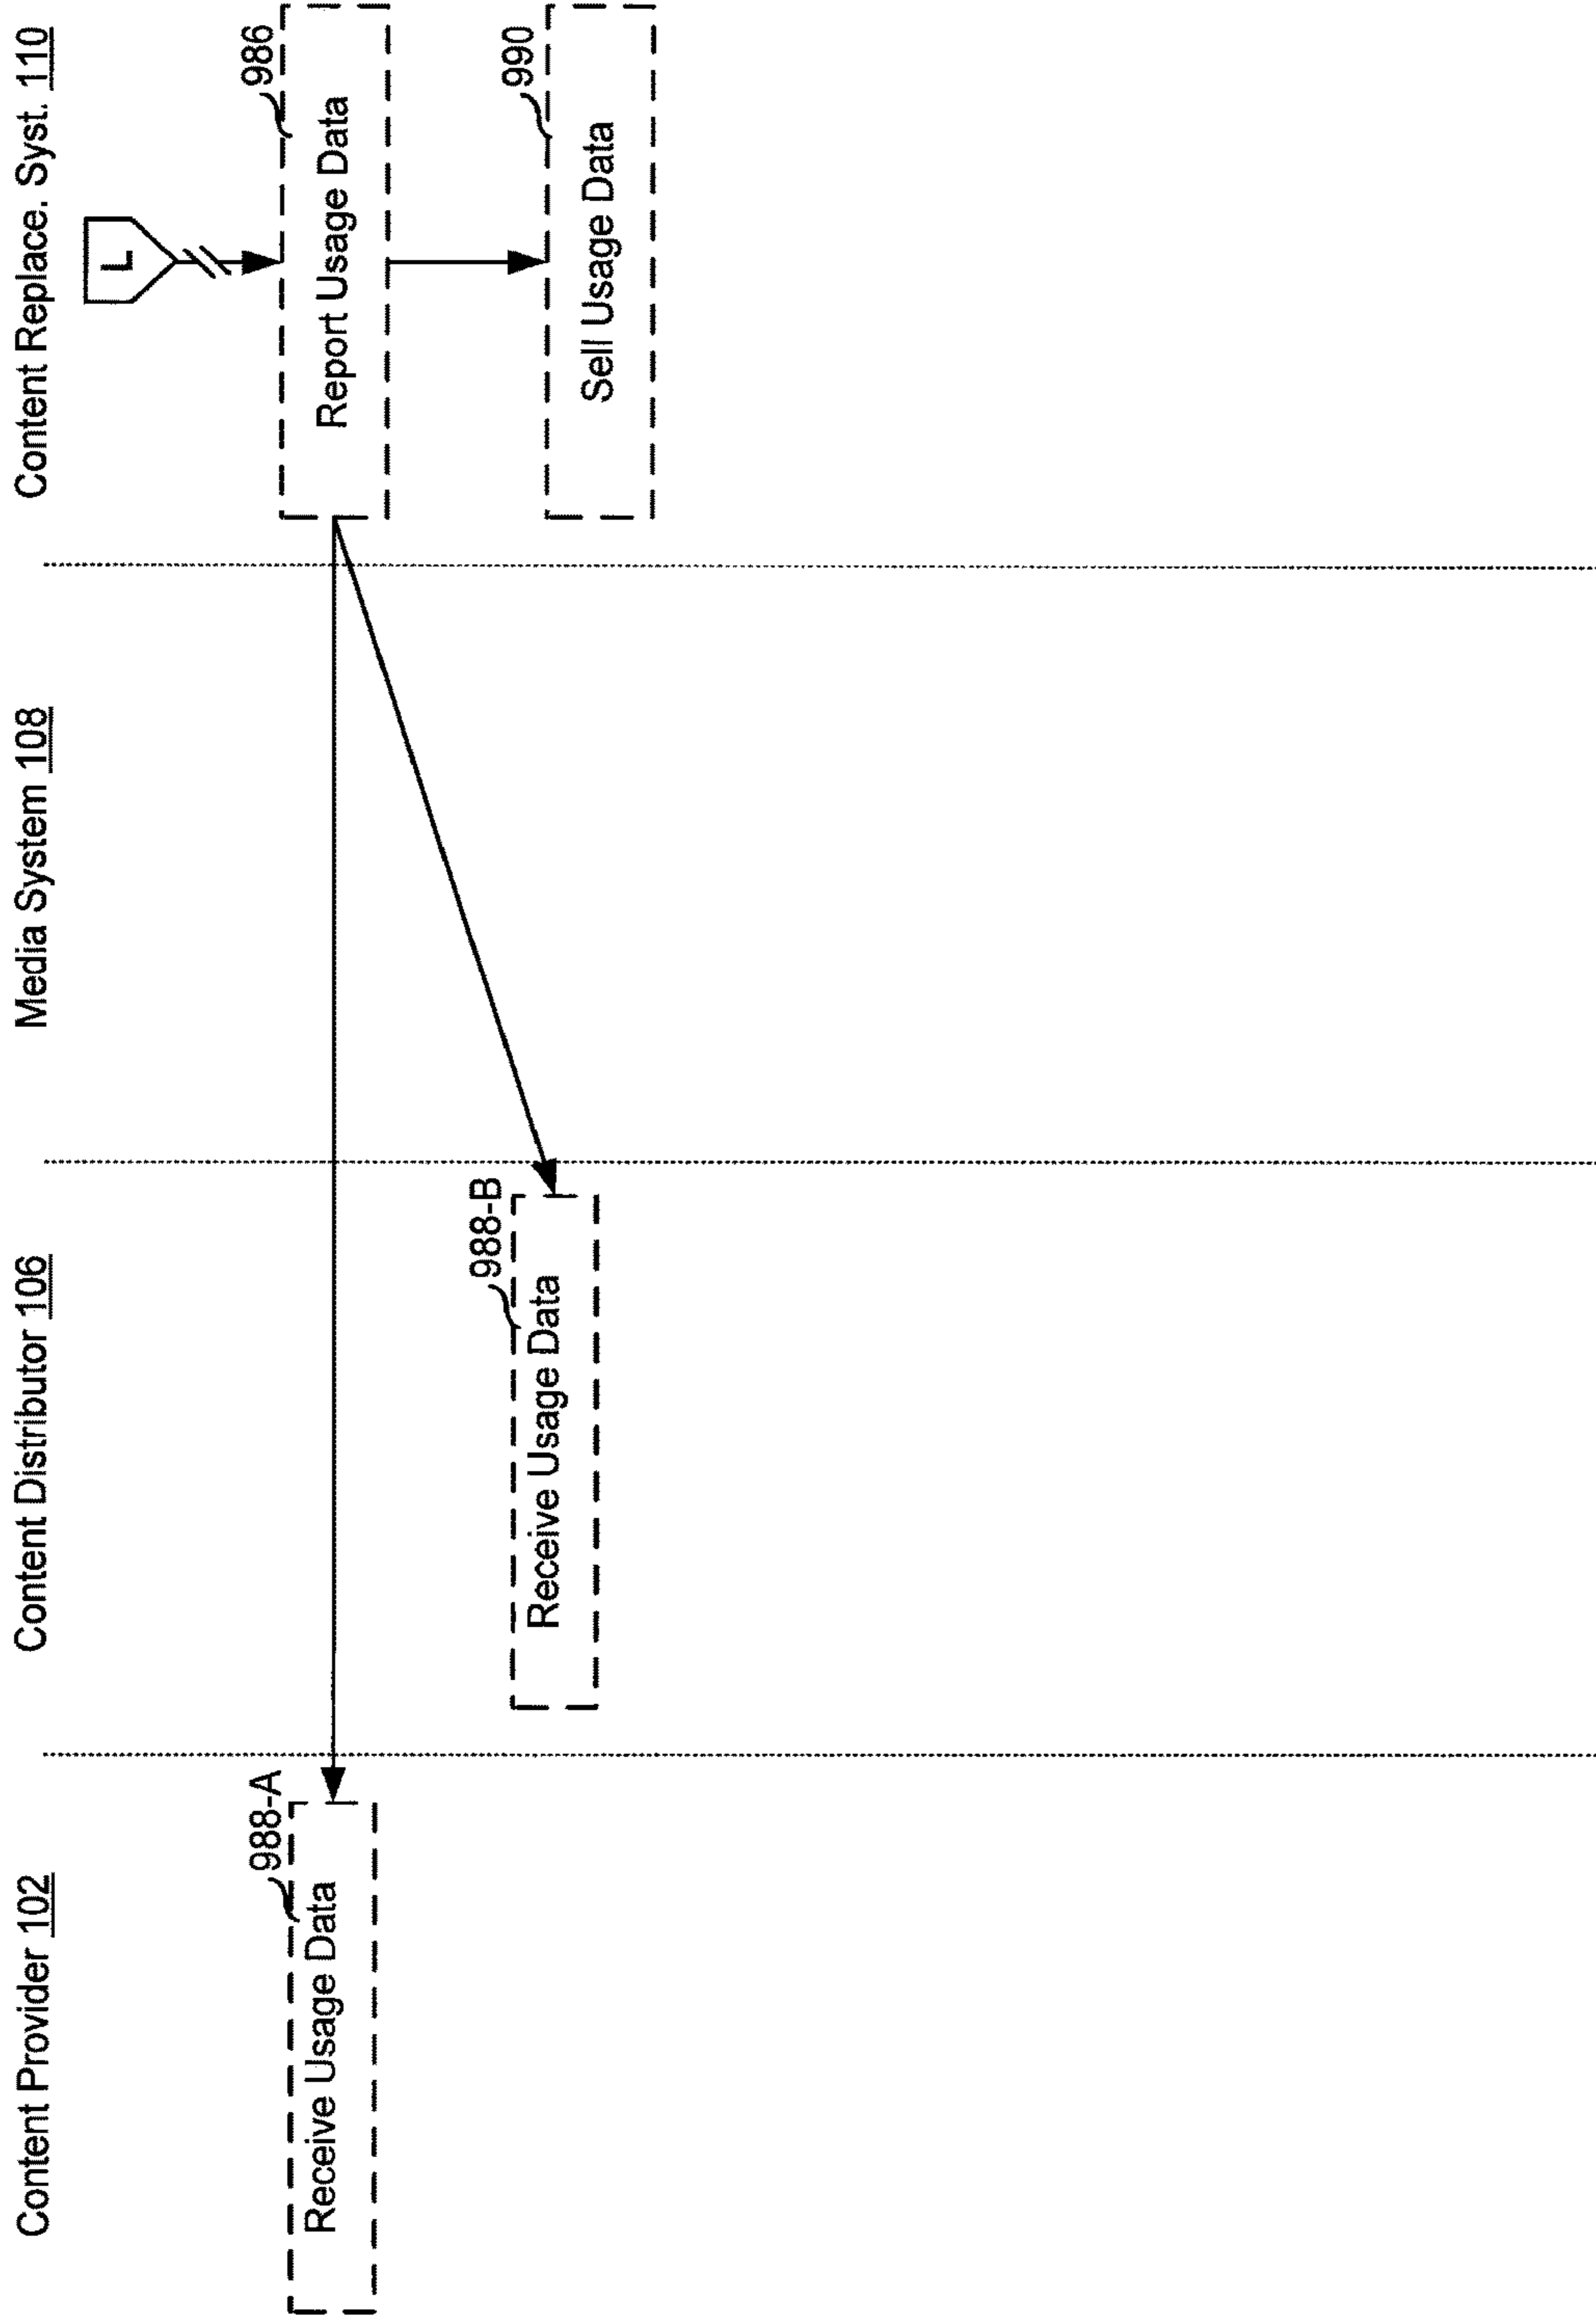 Content Provider 102
Content Distributor 106
Media System 108
Content Replace. Syst. 110
L
988-A
Receive Usage Data
986
Report Usage Data
988-B
Receive Usage Data
990
Sell Usage Data